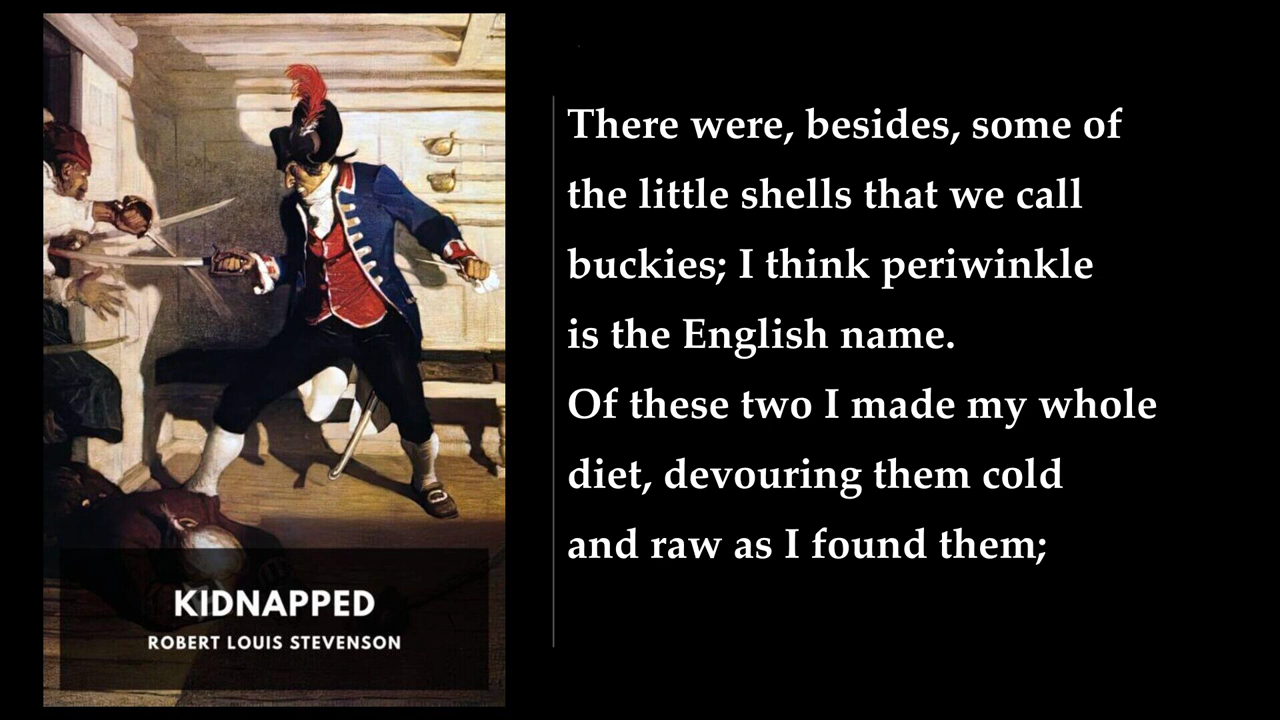 KIDNAPPED
ROBERT LOUIS STEVENSON
There were, besides, some of
the little shells that we call
buckies; I think periwinkle
is the English name.
Of these two I made my whole
diet, devouring them cold
and raw as I found them;